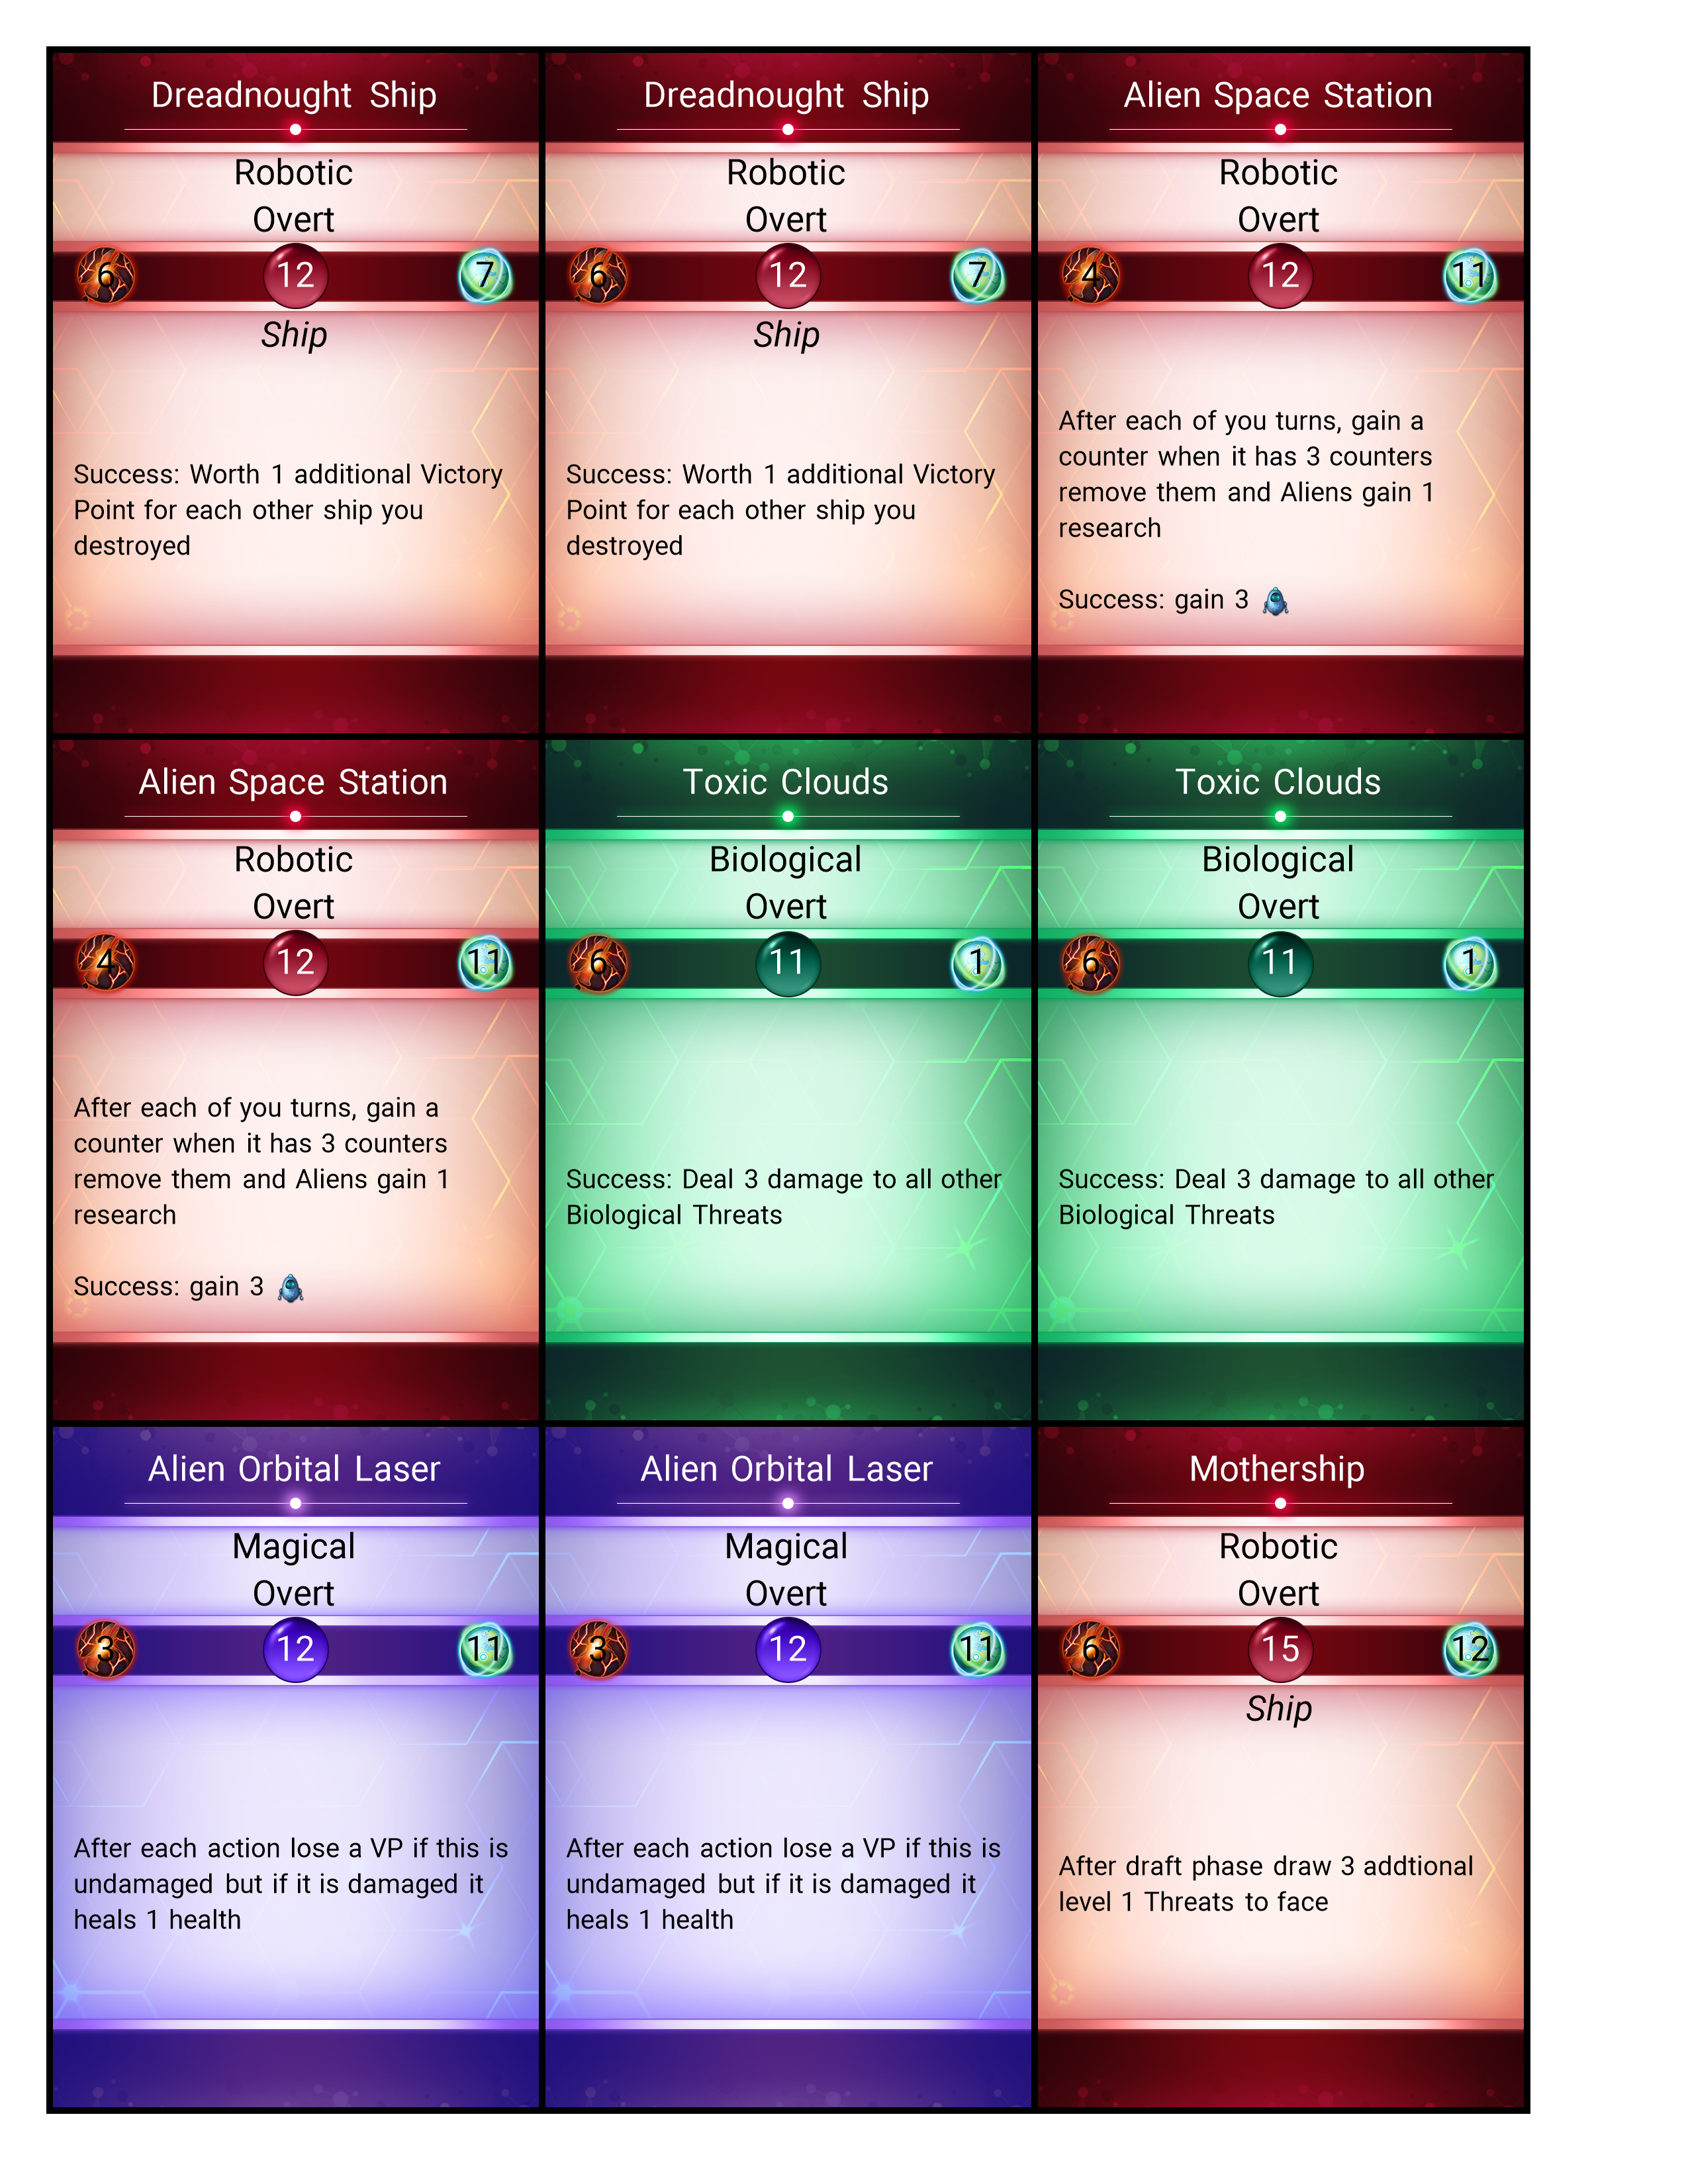 Dreadnought Ship
Robotic
Overt
6 12 7
Ship
Success: Worth 1 additional Victory
Point for each other ship you
destroyed
Dreadnought Ship
Robotic
Overt
6 12 7
Ship
Success: Worth 1 additional Victory
Point for each other ship you
destroyed
Alien Space Station
Robotic
Overt
4 12 11
After each of you turns, gain a
counter when it has 3 counters
remove them and Aliens gain 1
research
Success: gain 3
Alien Space Station
Robotic
Overt
4 12 11
After each of you turns, gain a
counter when it has 3 counters
remove them and Aliens gain 1
research
Success: gain 3
Toxic Clouds
Biological
Overt
6 11 1
Success: Deal 3 damage to all other
Biological Threats
Toxic Clouds
Biological
Overt
6 11 1
Success: Deal 3 damage to all other
Biological Threats
Alien Orbital Laser
Magical
Overt
3 12 11
After each action lose a VP if this is
undamaged but if it is damaged it
heals 1 health
Alien Orbital Laser
Magical
Overt
3 12 11
After each action lose a VP if this is
undamaged but if it is damaged it
heals 1 health
Mothership
Robotic
Overt
6 15 12
Ship
After draft phase draw 3 addtional
level 1 Threats to face